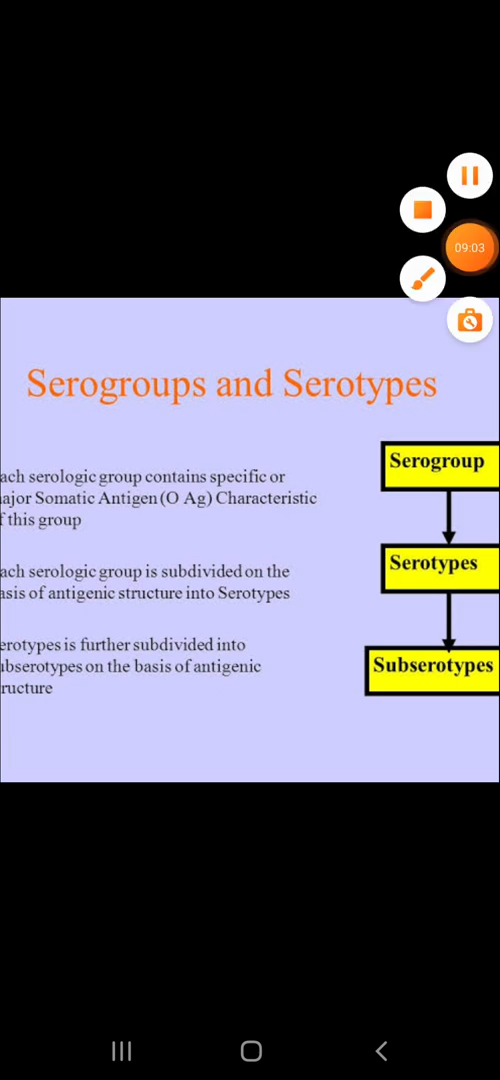 09:03
Serogroups and Serotypes
ach serologic group contains specific or
ajor Somatic Antigen (O Ag) Characteristic
f this group
ach serologic group is subdivided on the
asis of antigenic structure into Serotypes
erotypes is further subdivided into
ubserotypes on the basis of antigenic
ructure
Serogroup
Serotypes
Subserotypes